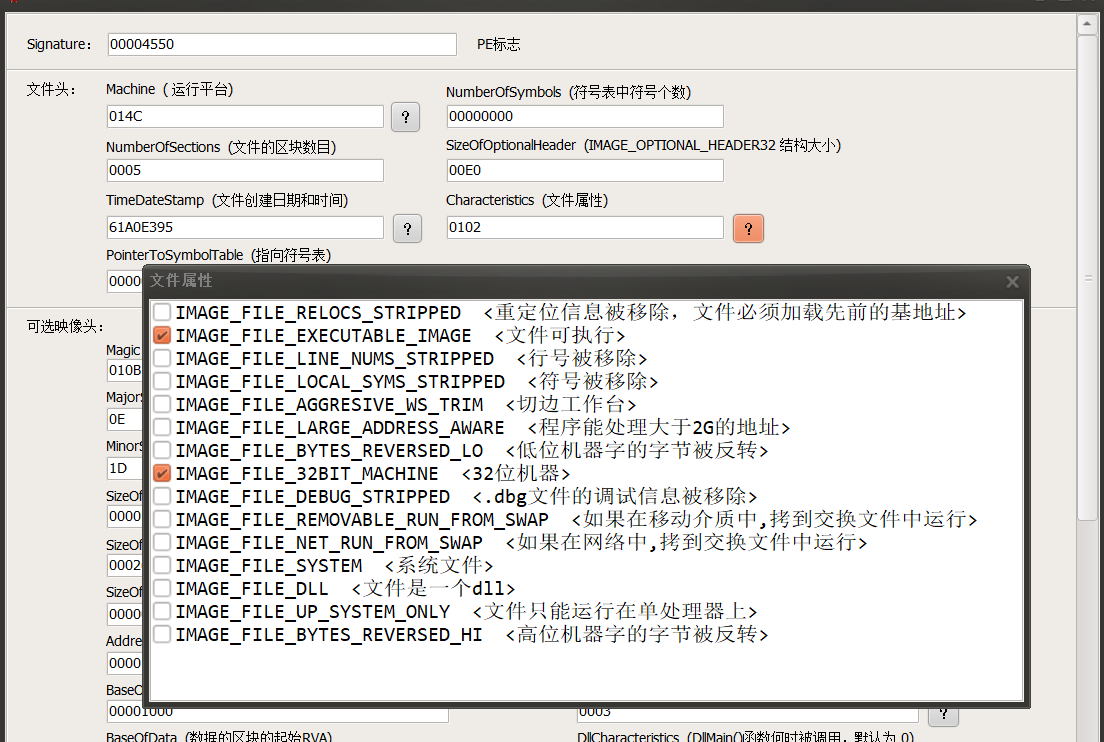 Signature: 00004550 PE标志
文件头: Machine ( 运行平台)
NumberOfSymbols (符号表中符号个数)
014C ?
00000000
NumberOfSections (文件的区块数目)
SizeOfOptionalHeader (IMAGE_OPTIONAL_HEADER32 结构大小)
0005
00E0
TimeDateStamp (文件创建日期和时间)
Characteristics (文件属性)
61A0E395 ?
0102 ?
PointerToSymbolTable (指向符号表)
0000
文件属性
IMAGE_FILE_RELOCS_STRIPPED <重定位信息被移除，文件必须加载先前的基地址>
IMAGE_FILE_EXECUTABLE_IMAGE <文件可执行>
IMAGE_FILE_LINE_NUMS_STRIPPED <行号被移除>
IMAGE_FILE_LOCAL_SYMS_STRIPPED <符号被移除>
IMAGE_FILE_AGGRESIVE_WS_TRIM <切边工作台>
IMAGE_FILE_LARGE_ADDRESS_AWARE <程序能处理大于2G的地址>
IMAGE_FILE_BYTES_REVERSED_LO <低位机器字的字节被反转>
IMAGE_FILE_32BIT_MACHINE <32位机器>
IMAGE_FILE_DEBUG_STRIPPED <.dbg文件的调试信息被移除>
IMAGE_FILE_REMOVABLE_RUN_FROM_SWAP <如果在移动介质中,拷到交换文件中运行>
IMAGE_FILE_NET_RUN_FROM_SWAP <如果在网络中,拷到交换文件中运行>
IMAGE_FILE_SYSTEM <系统文件>
IMAGE_FILE_DLL <文件是一个dll>
IMAGE_FILE_UP_SYSTEM_ONLY <文件只能运行在单处理器上>
IMAGE_FILE_BYTES_REVERSED_HI <高位机器字的字节被反转>
可选映像头:
Magic
010B
Major
0E
Minor
1D
SizeOf
0000
SizeOf
0002
SizeOf
0000
Addre
0000
BaseO
00001000
0003 ?
BaseOfData (数据的区块的起始RVA)
DllCharacteristics (DllMain()函数何时被调用，默认为 0)